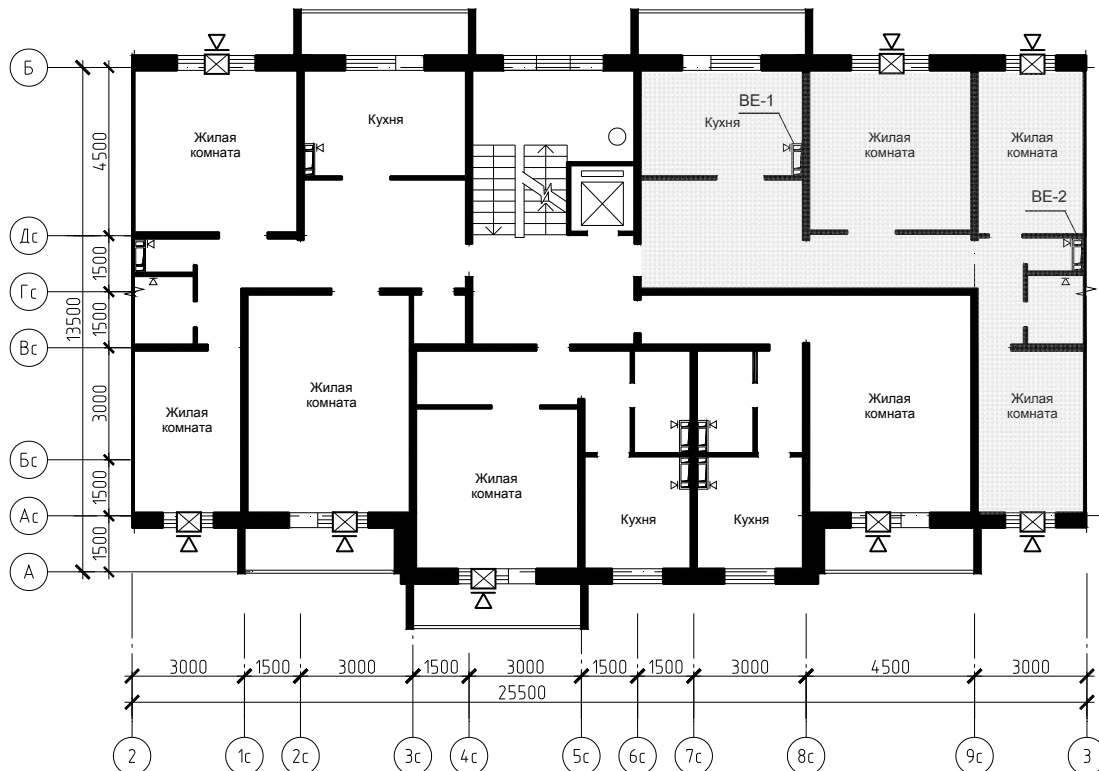 Б
ВЕ-1
Кухня
Кухня
Жилая
комната
Жилая
комната
Жилая
комната
4500
ВЕ-2
Дс
1500
Гс
13500
1500
Вс
3000
Жилая
комната
Жилая
комната
Жилая
комната
Жилая
комната
Бс
Жилая
комната
1500
Ас
Кухня
Кухня
1500
А
3000
1500
3000
1500
3000
1500
1500
3000
4500
3000
25500
2
1с
2с
3с
4с
5с
6с
7с
8с
9с
3